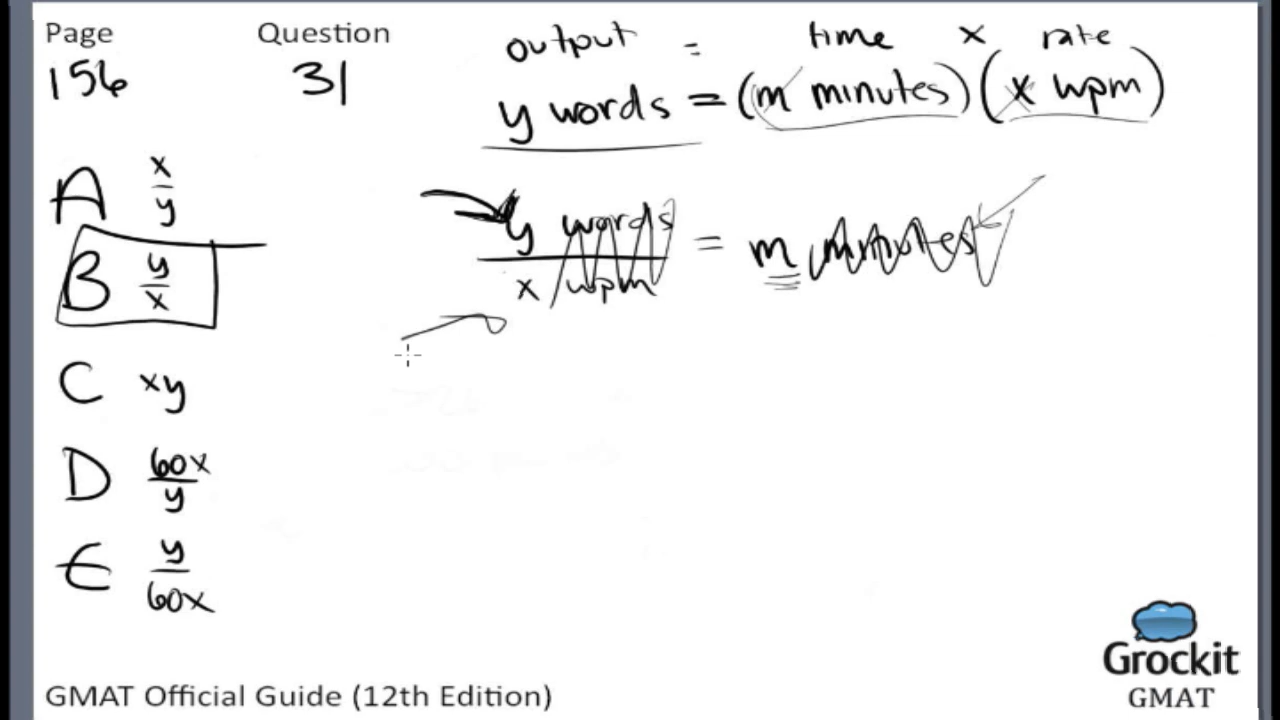 Page Question
156 31
output = time x rate
y words = (m minutes)(x wpm)
A x/y
y words / x wpm = m minutes
B y/x
C xy
D 60x/y
E y/60x
Grockit
GMAT
GMAT Official Guide (12th Edition)